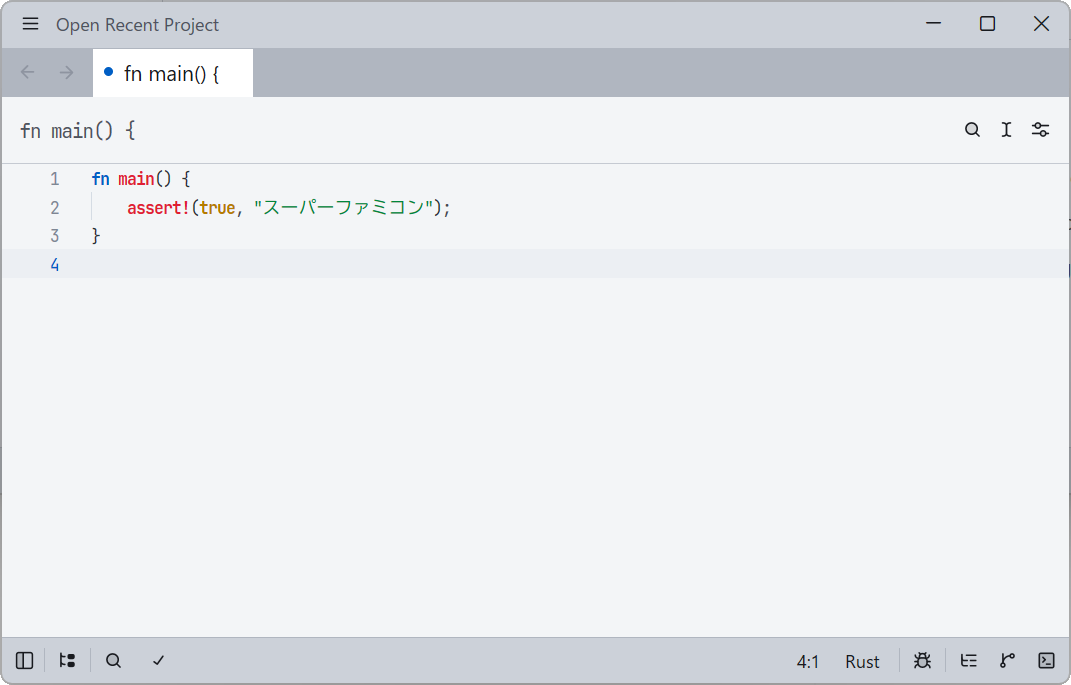 Open Recent Project
fn main() {
fn main() {
1 fn main() {
2 assert!(true, "スーパーファミコン");
3 }
4
4:1 Rust